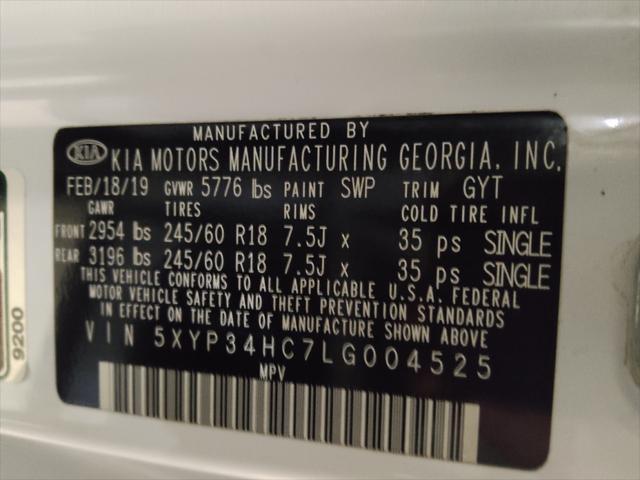 MANUFACTURED BY
KIA KIA MOTORS MANUFACTURING GEORGIA, INC.
FEB/18/19 GVWR 5776 lbs PAINT SWP TRIM GYT
GAWR TIRES RIMS COLD TIRE INFL
FRONT 2954 lbs 245/60 R18 7.5J x 35 ps SINGLE
REAR 3196 lbs 245/60 R18 7.5J x 35 ps SINGLE
THIS VEHICLE CONFORMS TO ALL APPLICABLE U.S.A. FEDERAL
MOTOR VEHICLE SAFETY AND THEFT PREVENTION STANDARDS
IN EFFECT ON THE DATE OF MANUFACTURE SHOWN ABOVE
VIN 5XYP34HC7LG004525
MPV
9200